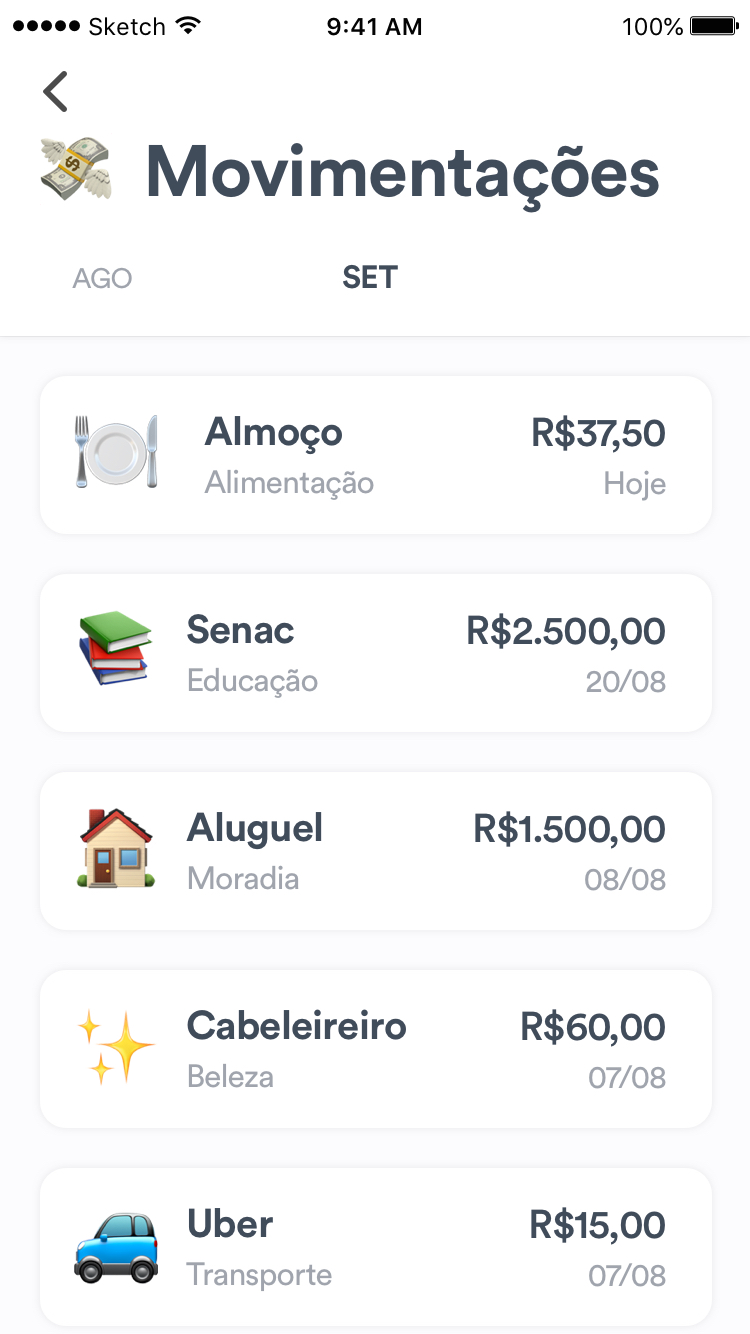 Sketch 9:41 AM 100%
Movimentações
AGO SET
Almoço R$37,50
Alimentação Hoje
Senac R$2.500,00
Educação 20/08
Aluguel R$1.500,00
Moradia 08/08
Cabeleireiro R$60,00
Beleza 07/08
Uber R$15,00
Transporte 07/08